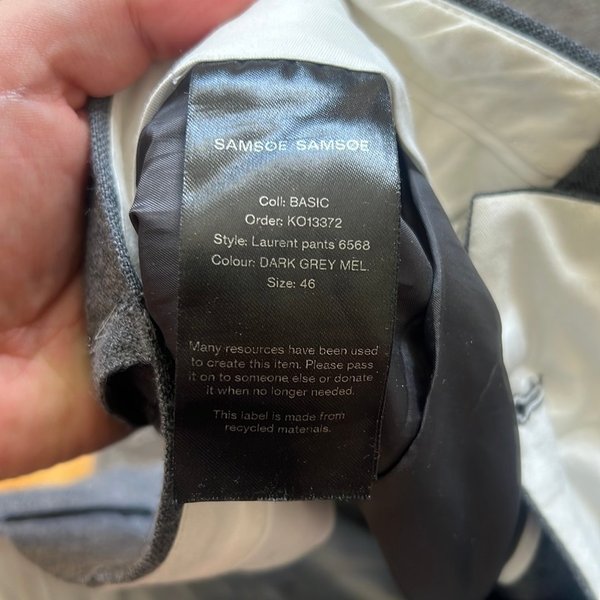 SAMSØE SAMSØE
Coll: BASIC
Order: KO13372
Style: Laurent pants 6568
Colour: DARK GREY MEL.
Size: 46
Many resources have been used
to create this item. Please pass
it on to someone else or donate
it when no longer needed.
This label is made from
recycled materials.